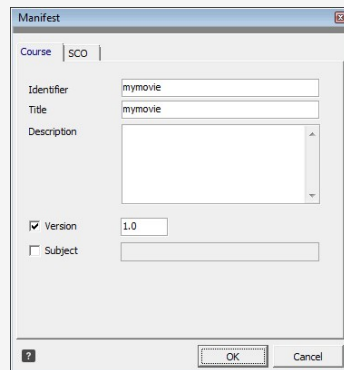 Manifest
Course SCO
Identifier mymovie
Title mymovie
Description
Version 1.0
Subject
? OK Cancel